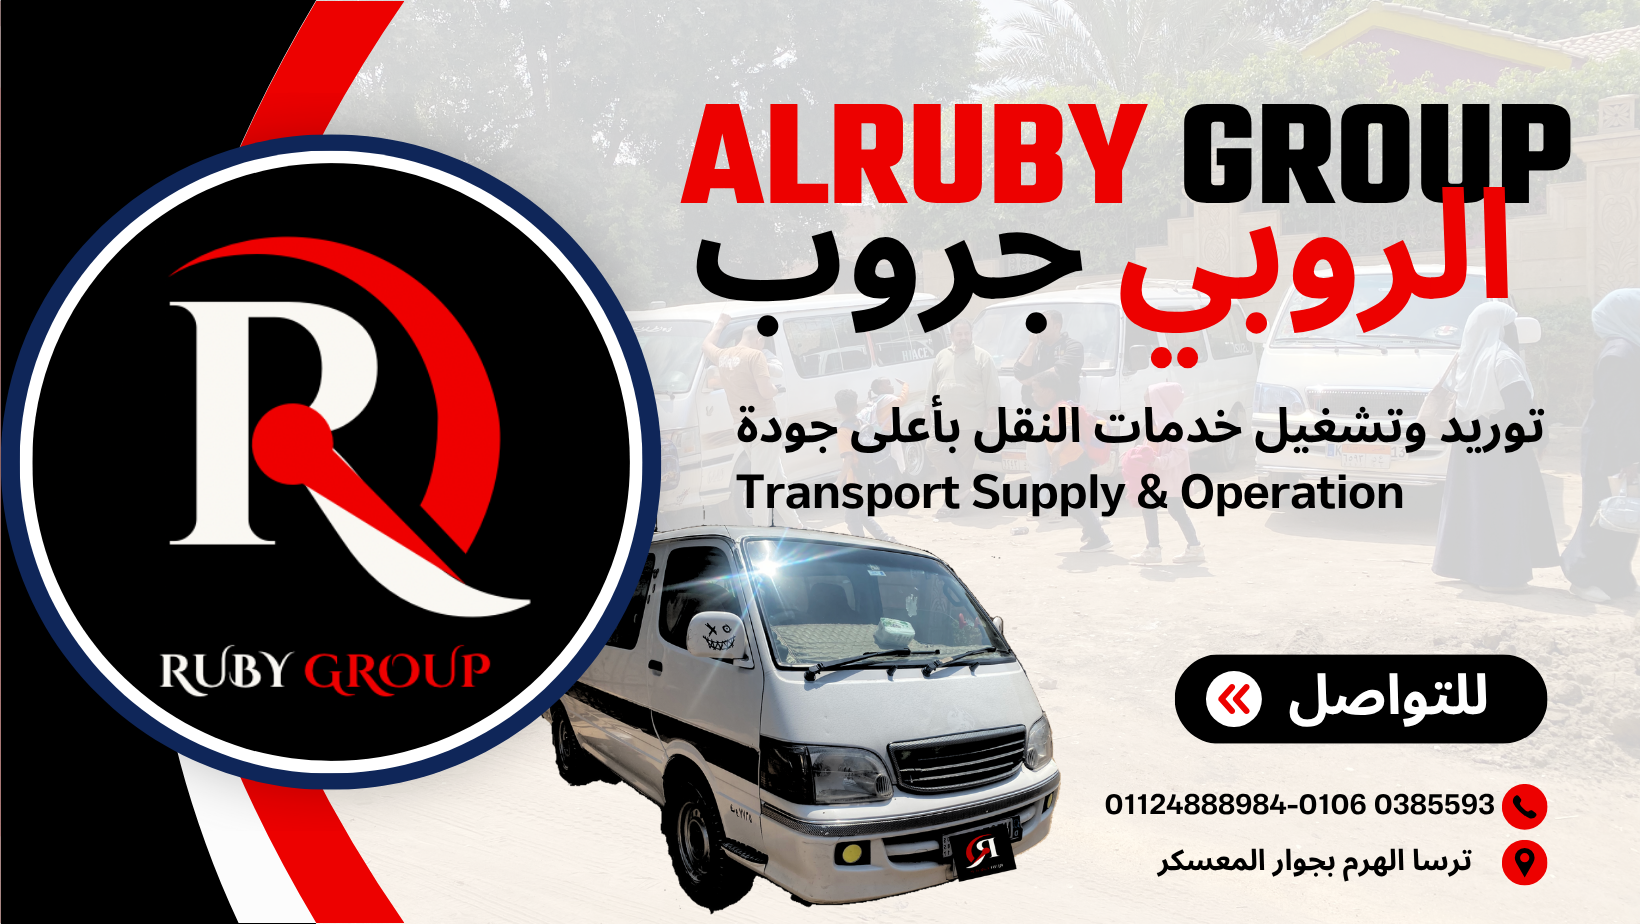 ALRUBY GROUP
الروبي جروب
توريد وتشغيل خدمات النقل بأعلى جودة
Transport Supply & Operation
RUBY GROUP
للتواصل
01124888984-0106 0385593
ترسا الهرم بجوار المعسكر